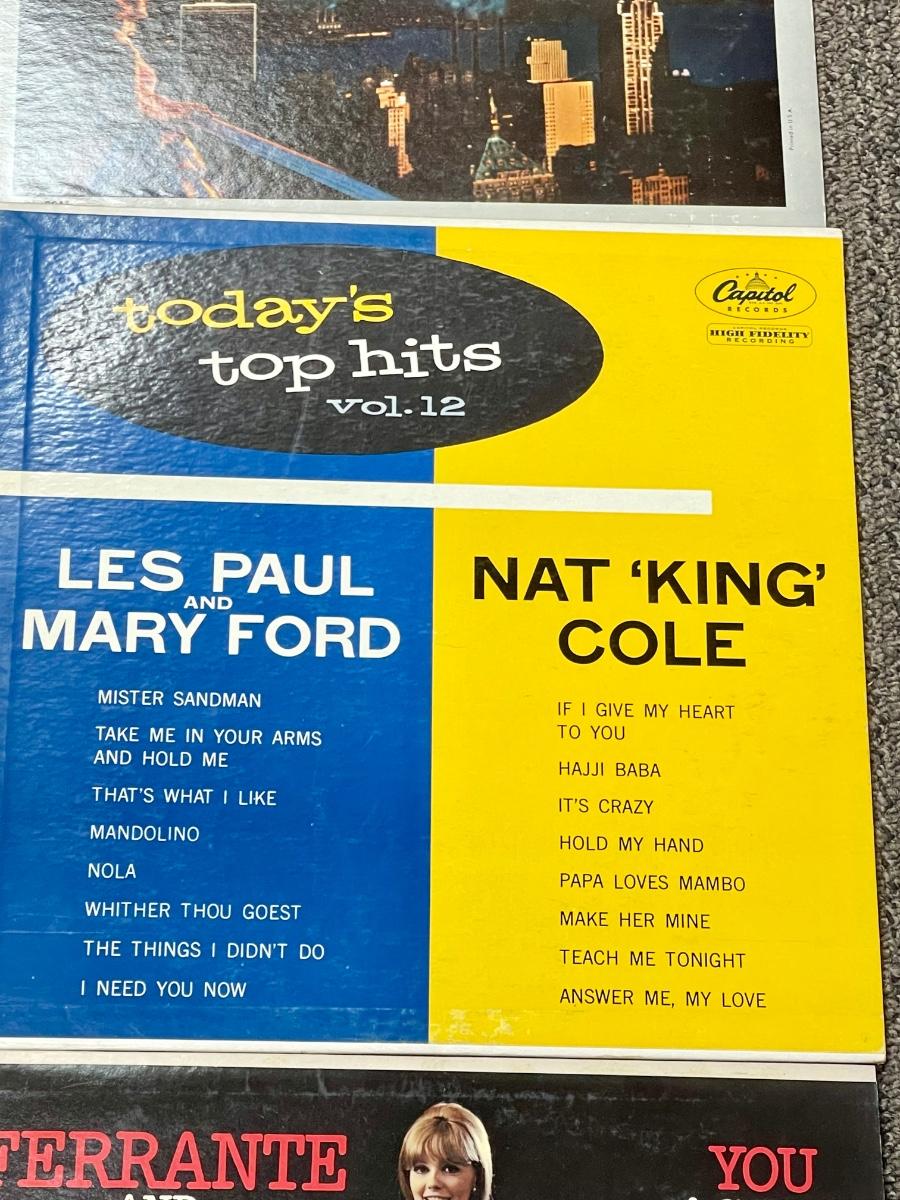 Printed in U.S.A.
today's
top hits
vol. 12
Capitol
RECORDS
HIGH FIDELITY
RECORDING
LES PAUL
AND
MARY FORD
MISTER SANDMAN
TAKE ME IN YOUR ARMS
AND HOLD ME
THAT'S WHAT I LIKE
MANDOLINO
NOLA
WHITHER THOU GOEST
THE THINGS I DIDN'T DO
I NEED YOU NOW
NAT ‘KING’
COLE
IF I GIVE MY HEART
TO YOU
HAJJI BABA
IT'S CRAZY
HOLD MY HAND
PAPA LOVES MAMBO
MAKE HER MINE
TEACH ME TONIGHT
ANSWER ME, MY LOVE
FERRANTE
AND
YOU